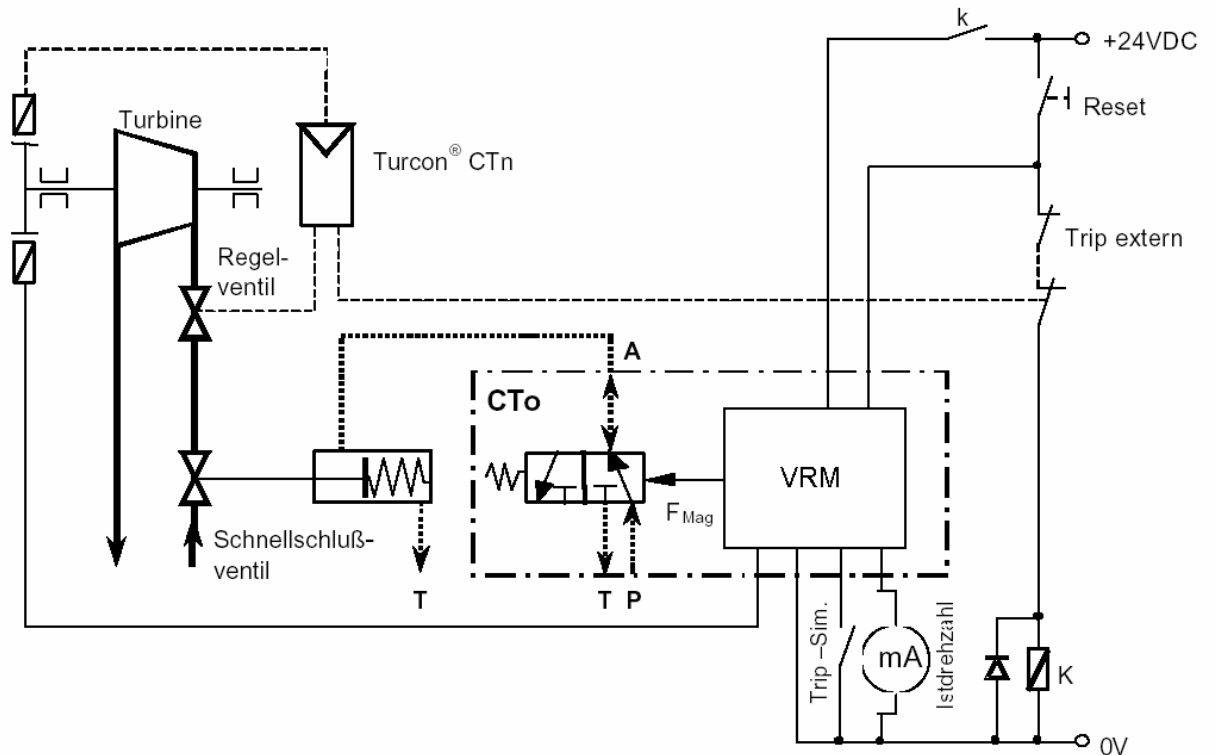 k
+24VDC
Reset
Turbine
Turcon® CTn
Trip extern
Regel-
ventil
A
CTo
VRM
FMag
Schnellschluß-
ventil
T
T
P
Trip –Sim.
mA
Istdrehzahl
K
0V